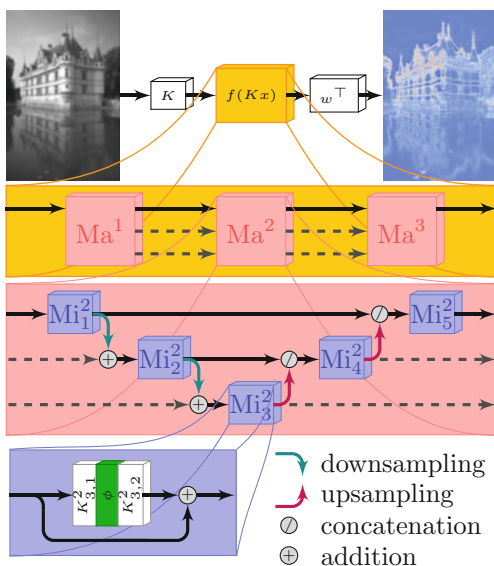 K f(Kx) w⊤
Ma¹ Ma² Ma³
Mi²₁ Mi²₅
Mi²₂ Mi²₄
Mi²₃
K²₃,₁ ϕ K²₃,₂
downsampling
upsampling
concatenation
addition